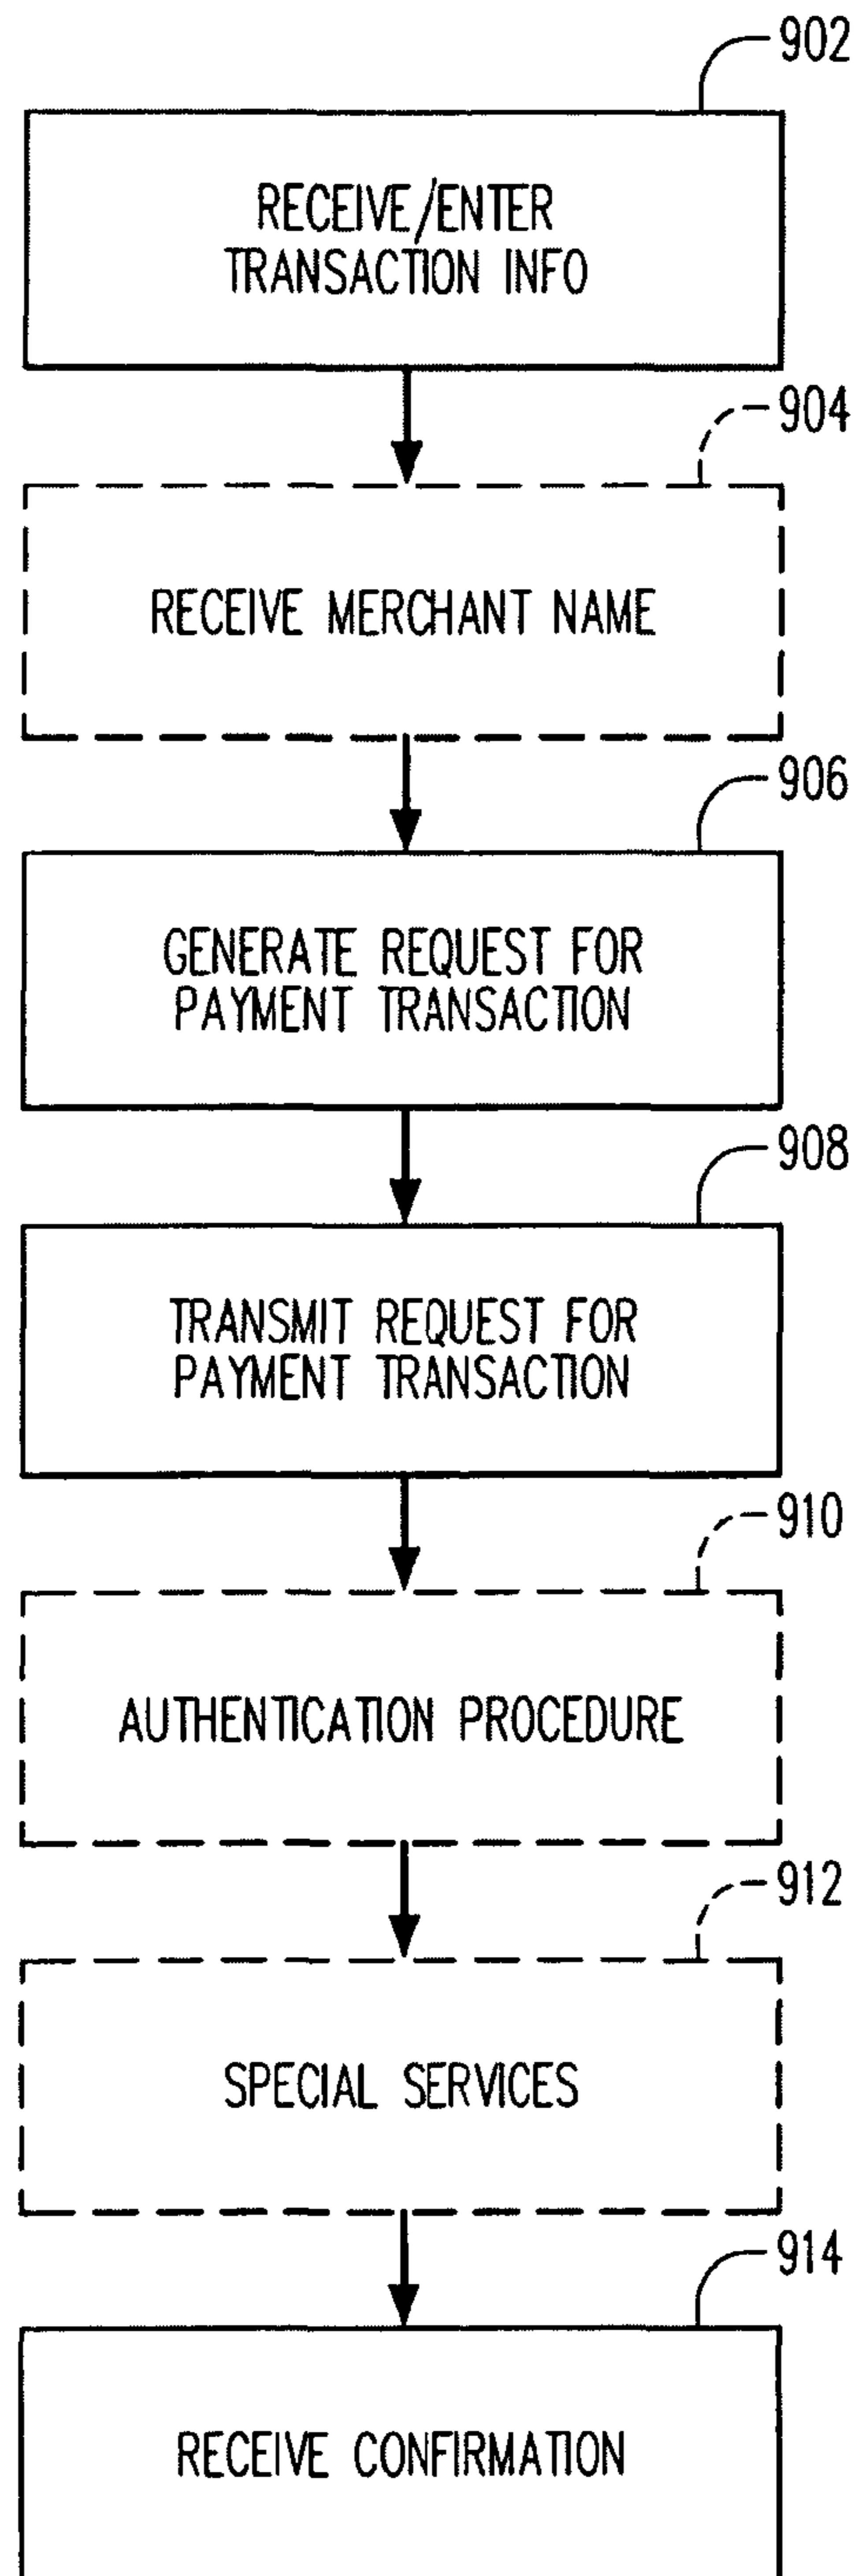 902
RECEIVE/ENTER
TRANSACTION INFO
904
RECEIVE MERCHANT NAME
906
GENERATE REQUEST FOR
PAYMENT TRANSACTION
908
TRANSMIT REQUEST FOR
PAYMENT TRANSACTION
910
AUTHENTICATION PROCEDURE
912
SPECIAL SERVICES
914
RECEIVE CONFIRMATION